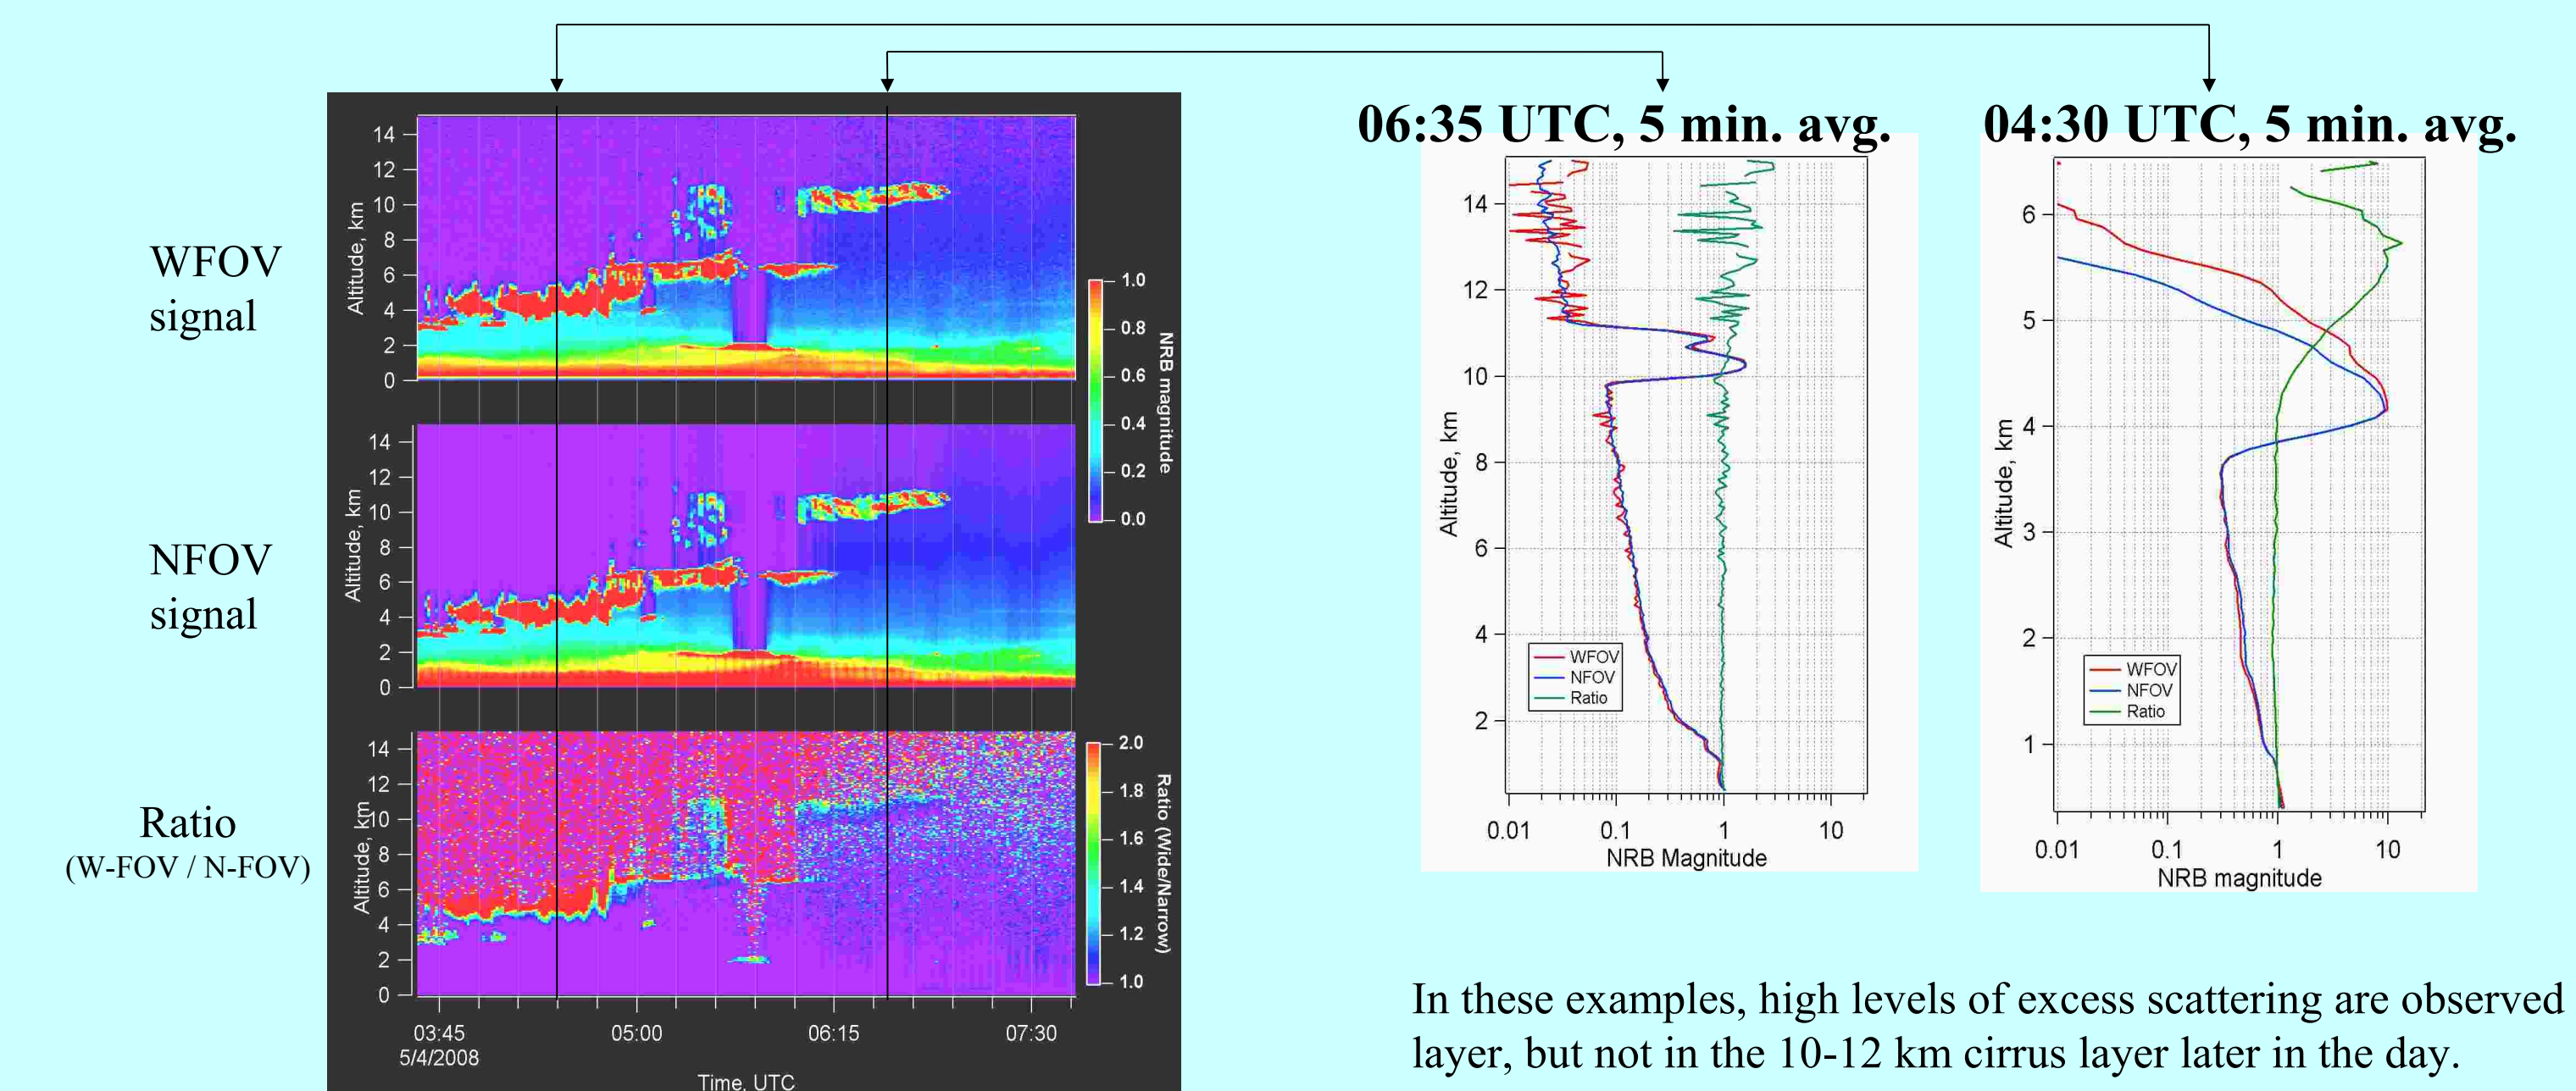 06:35 UTC, 5 min. avg.
04:30 UTC, 5 min. avg.
WFOV
signal
14
12
10
8
6
4
2
0
Altitude, km
1.0
0.8
0.6
0.4
0.2
0.0
NRB magnitude
NFOV
signal
14
12
10
8
6
4
2
0
Altitude, km
Ratio
(W-FOV / N-FOV)
14
12
10
8
6
4
2
0
Altitude, km
2.0
1.8
1.6
1.4
1.2
1.0
Ratio (Wide/Narrow)
03:45
05:00
06:15
07:30
5/4/2008
Time, UTC
14
12
10
8
6
4
2
Altitude, km
WFOV
NFOV
Ratio
0.01
0.1
1
10
NRB Magnitude
6
5
4
3
2
1
Altitude, km
WFOV
NFOV
Ratio
0.01
0.1
1
10
NRB magnitude
In these examples, high levels of excess scattering are observed
layer, but not in the 10-12 km cirrus layer later in the day.